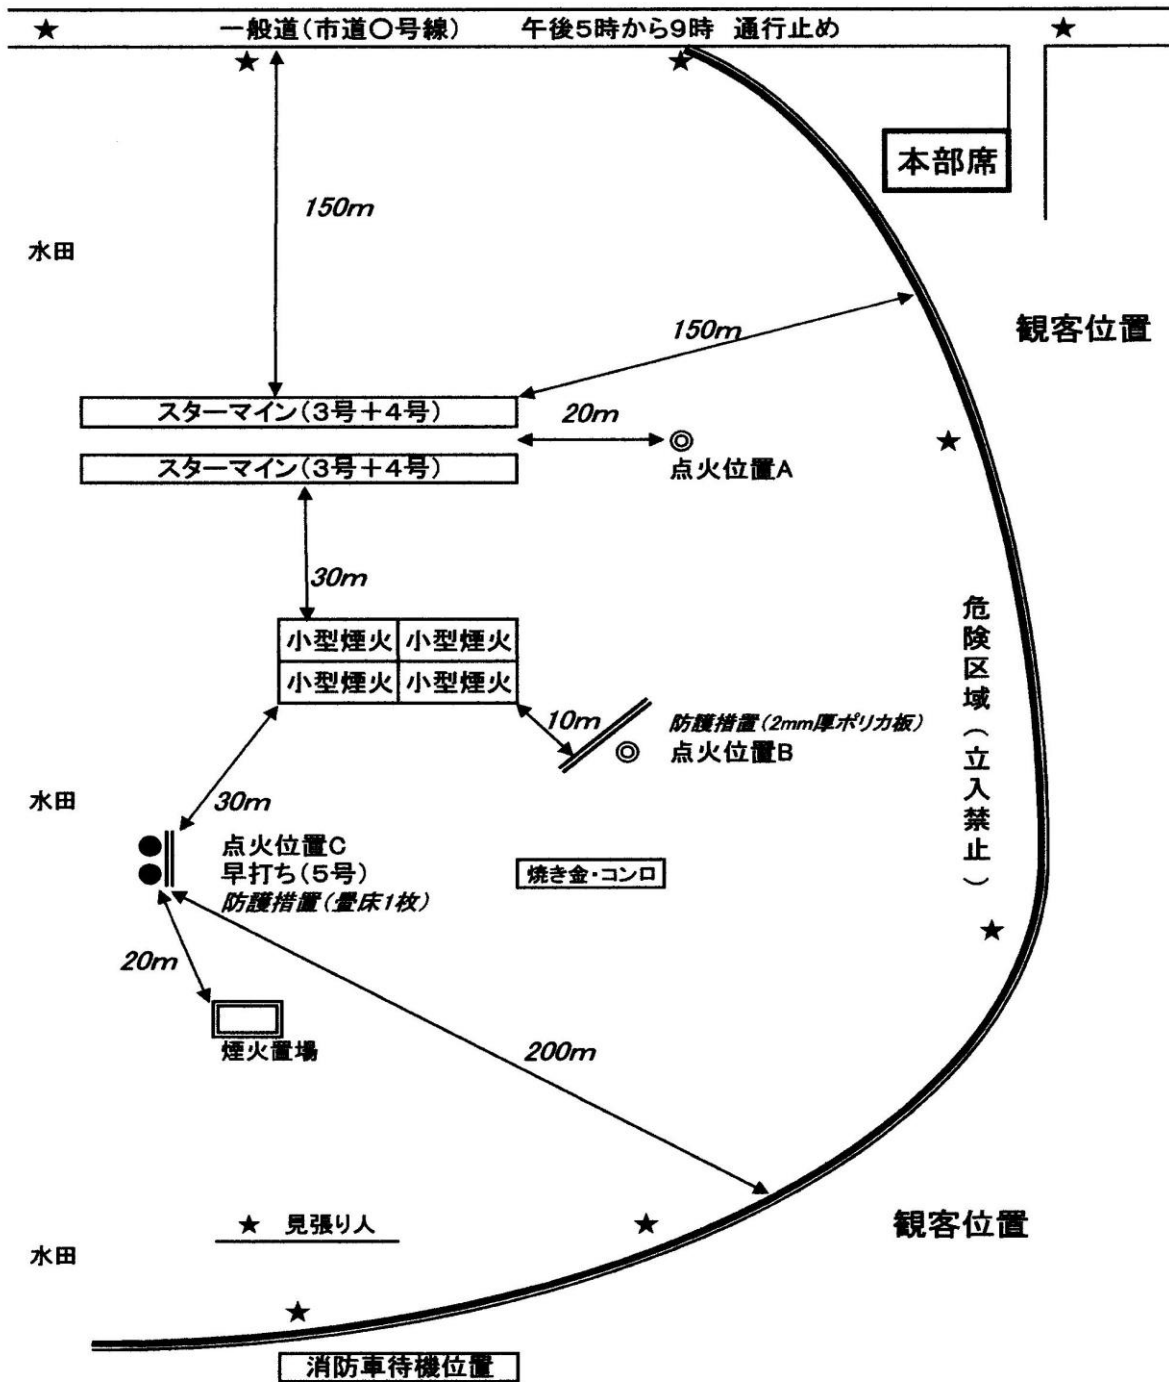 ★ 一般道(市道〇号線) 午後5時から9時 通行止め ★
★ ★
本部席
150m
水田
観客位置
150m
スターマイン(3号+4号)
20m
◎
★
スターマイン(3号+4号)
点火位置A
30m
小型煙火 小型煙火
小型煙火 小型煙火
危険区域(立入禁止)
10m
防護措置(2mm厚ポリカ板)
◎ 点火位置B
水田
30m
点火位置C
早打ち(5号)
防護措置(畳床1枚)
焼き金・コンロ
★
20m
煙火置場
200m
★ 見張り人
★
観客位置
水田
★
消防車待機位置